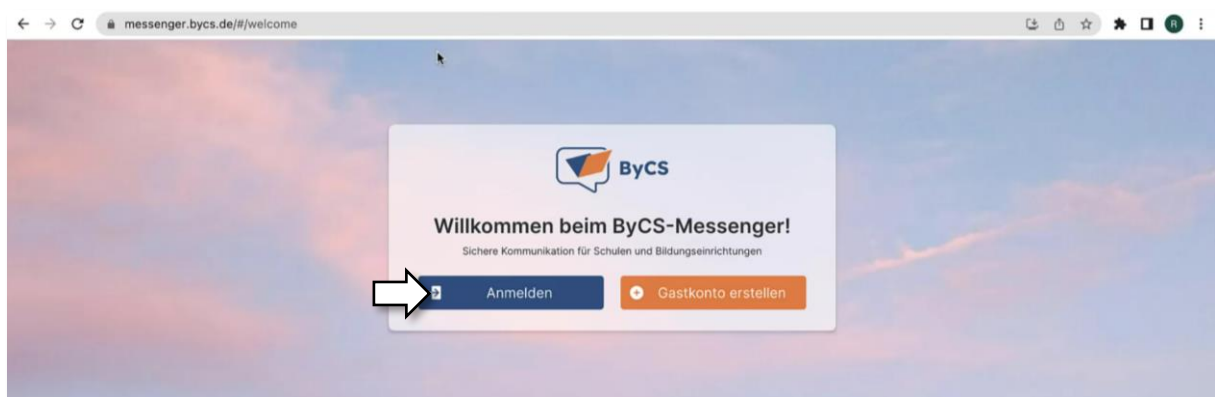 messenger.bycs.de/#/welcome
R
ByCS
Willkommen beim ByCS-Messenger!
Sichere Kommunikation für Schulen und Bildungseinrichtungen
Anmelden
Gastkonto erstellen